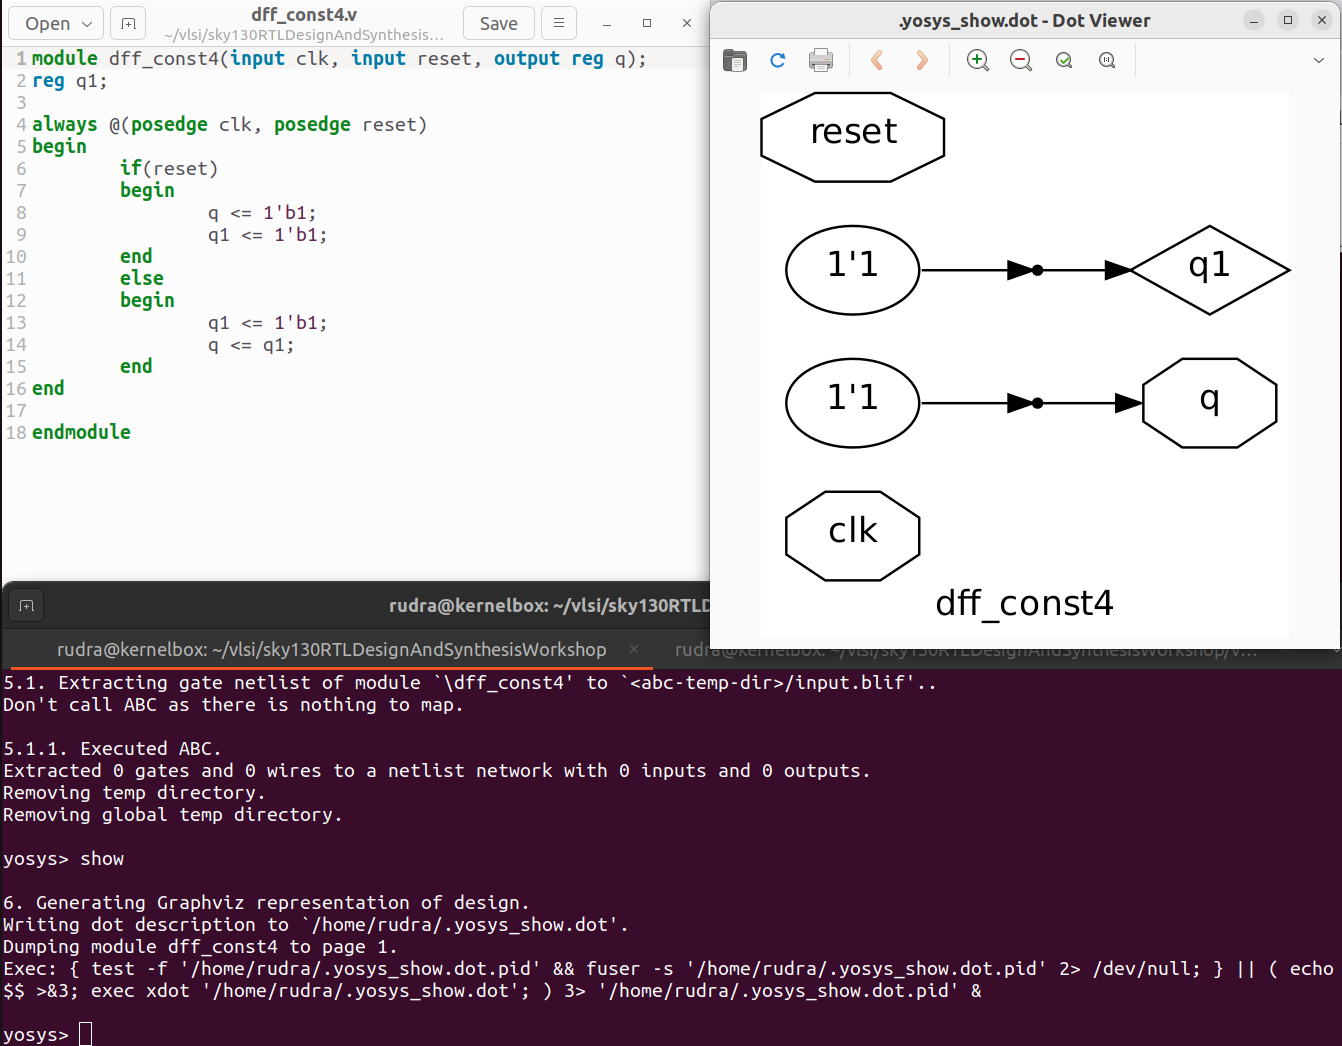 Open
dff_const4.v
~/vlsi/sky130RTLDesignAndSynthesis...
Save
1 module dff_const4(input clk, input reset, output reg q);
2 reg q1;
3
4 always @(posedge clk, posedge reset)
5 begin
6 if(reset)
7 begin
8 q <= 1'b1;
9 q1 <= 1'b1;
10 end
11 else
12 begin
13 q1 <= 1'b1;
14 q <= q1;
15 end
16 end
17
18 endmodule
.yosys_show.dot - Dot Viewer
reset
1'1
q1
1'1
q
clk
dff_const4
rudra@kernelbox: ~/vlsi/sky130RTLD
rudra@kernelbox: ~/vlsi/sky130RTLDesignAndSynthesisWorkshop
rudra@kernelbox: ~/vlsi/sky130RTLDesignAndSynthesisWorkshop/v...
5.1. Extracting gate netlist of module `\dff_const4' to `<abc-temp-dir>/input.blif'..
Don't call ABC as there is nothing to map.
5.1.1. Executed ABC.
Extracted 0 gates and 0 wires to a netlist network with 0 inputs and 0 outputs.
Removing temp directory.
Removing global temp directory.
yosys> show
6. Generating Graphviz representation of design.
Writing dot description to `/home/rudra/.yosys_show.dot'.
Dumping module dff_const4 to page 1.
Exec: { test -f '/home/rudra/.yosys_show.dot.pid' && fuser -s '/home/rudra/.yosys_show.dot.pid' 2> /dev/null; } || ( echo
$$ >&3; exec xdot '/home/rudra/.yosys_show.dot'; ) 3> '/home/rudra/.yosys_show.dot.pid' &
yosys>